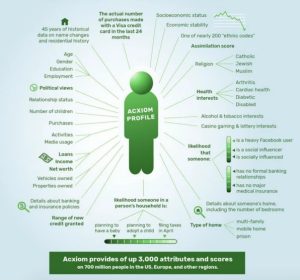 45 years of historical
data on name changes
and residential history
The actual number
of purchases made
with a Visa credit
card in the last 24
months
Socioeconomic status
Economic stability
One of nearly 200 "ethnic codes"
Assimilation score
Religion
Catholic
Jewish
Muslim
Health
interests
Arthritis
Cardiac health
Diabetic
Disabled
Alcohol & tobacco interests
Casino gaming & lottery interests
likelihood
that
someone:
is a heavy Facebook user
is a social influencer
is socially influenced
has no formal banking
relationships
has no major
medical insurance
Age
Gender
Education
Employment
Political views
Relationship status
Number of children
Purchases
Activities
Media usage
Loans
Income
Net worth
Vehicles owned
Properties owned
Details about banking
and insurance policies
Range of new
credit granted
ACXIOM
PROFILE
likelihood someone in a
person's household is:
planning to
have a baby
planning to
adopt a child
filing taxes
in April
Details about someone's home,
including the number of bedrooms
Type of home
multi-family
mobile home
prison
Acxiom provides of up 3,000 attributes and scores
on 700 million people in the US, Europe, and other regions.